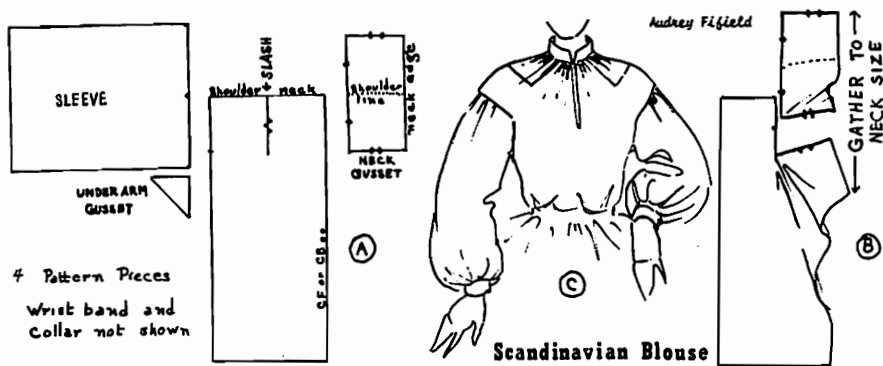 SLEEVE
UNDER ARM
GUSSET
4 Pattern Pieces
Wrist band and
Collar not shown
Shoulder neck
SLASH
CF or CB
Shoulder
line
neck edge
NECK
GUSSET
A
Audrey Fifield
C
Scandinavian Blouse
GATHER TO
NECK SIZE
B